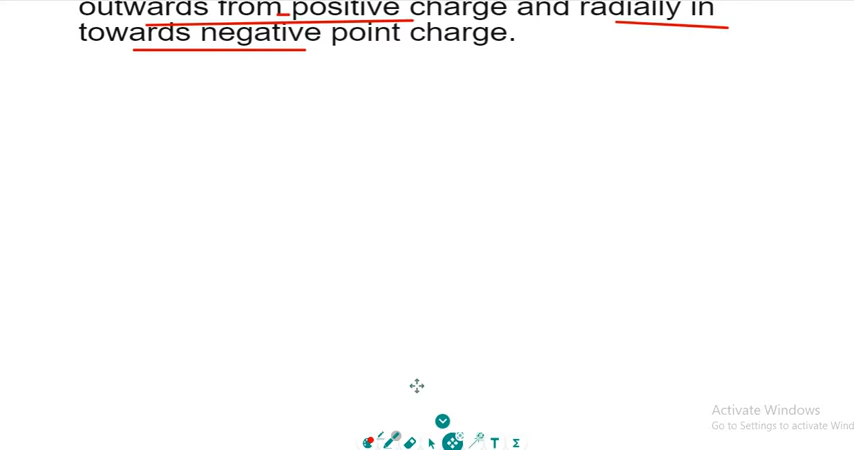 outwards from positive charge and radially in
towards negative point charge.
Activate Windows
Go to Settings to activate Wind
T
Σ